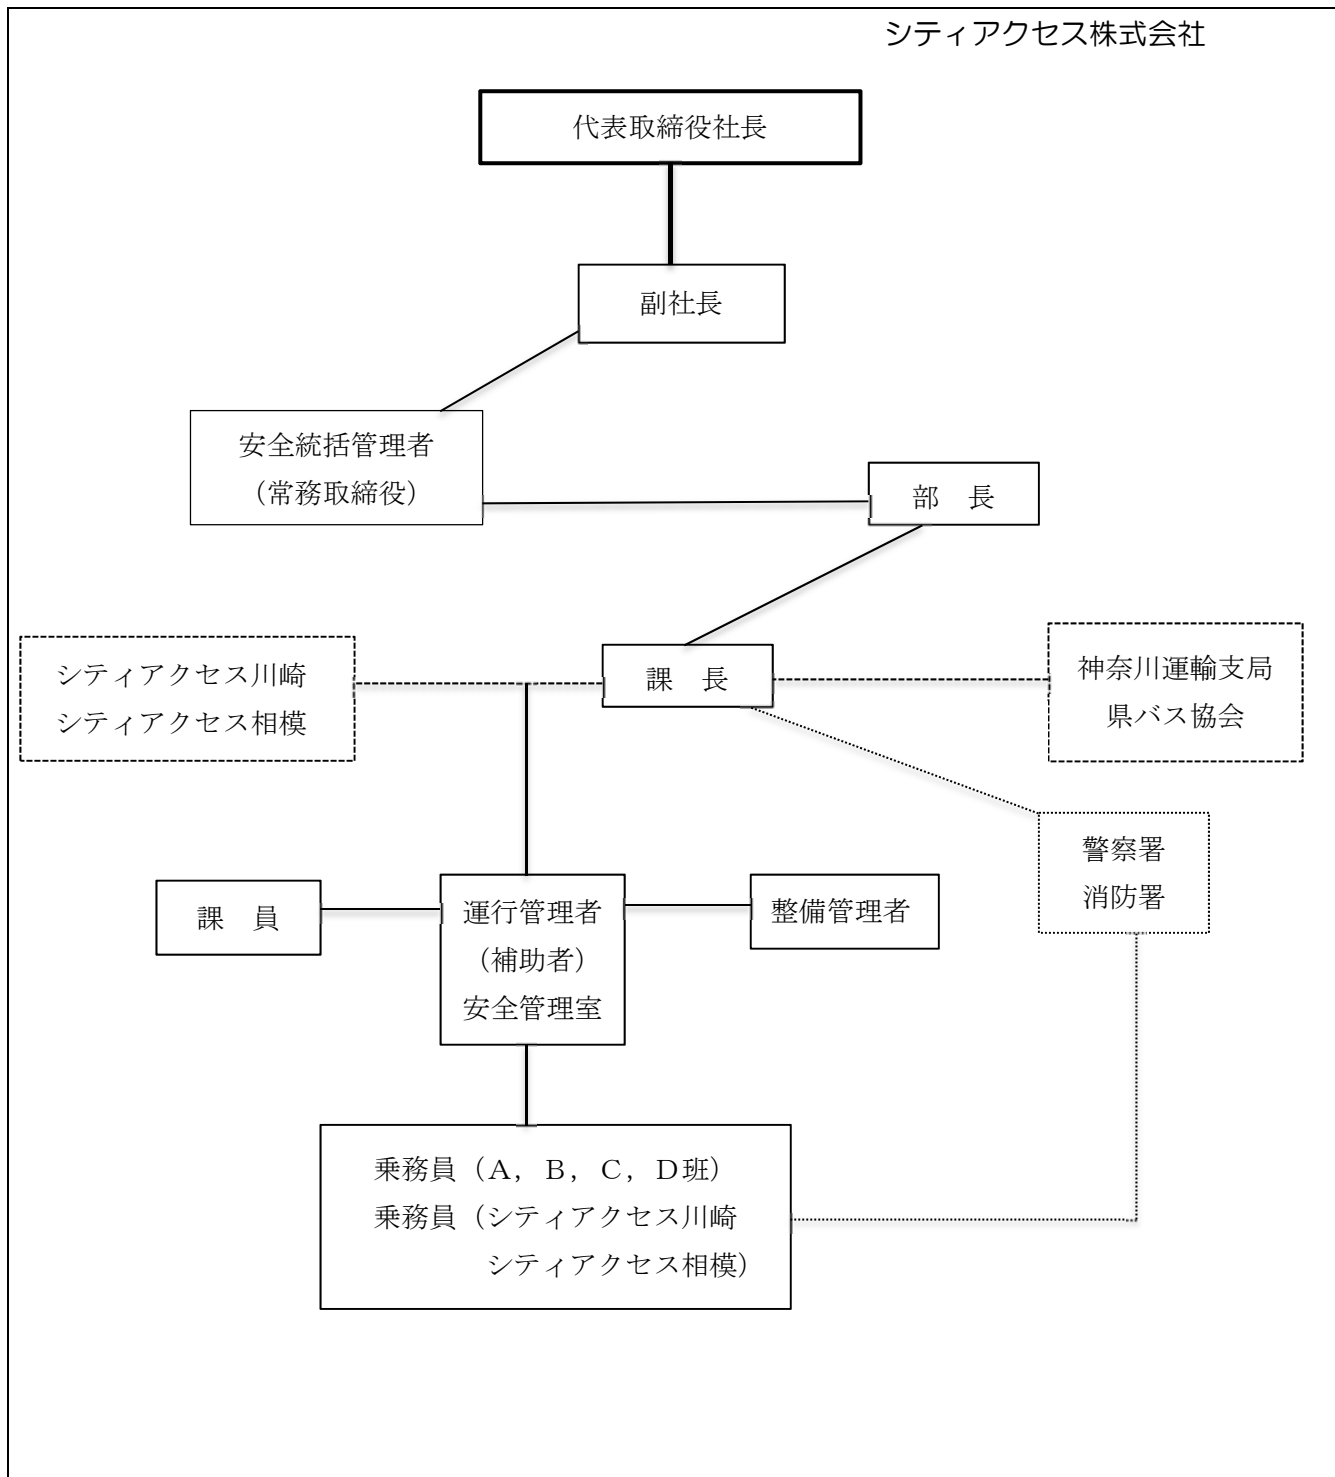 シティアクセス株式会社
代表取締役社長
副社長
安全統括管理者
（常務取締役）
部　長
シティアクセス川崎
シティアクセス相模
課　長
神奈川運輸支局
県バス協会
警察署
消防署
課　員
運行管理者
（補助者）
安全管理室
整備管理者
乗務員（Ａ，Ｂ，Ｃ，Ｄ班）
乗務員（シティアクセス川崎
シティアクセス相模）